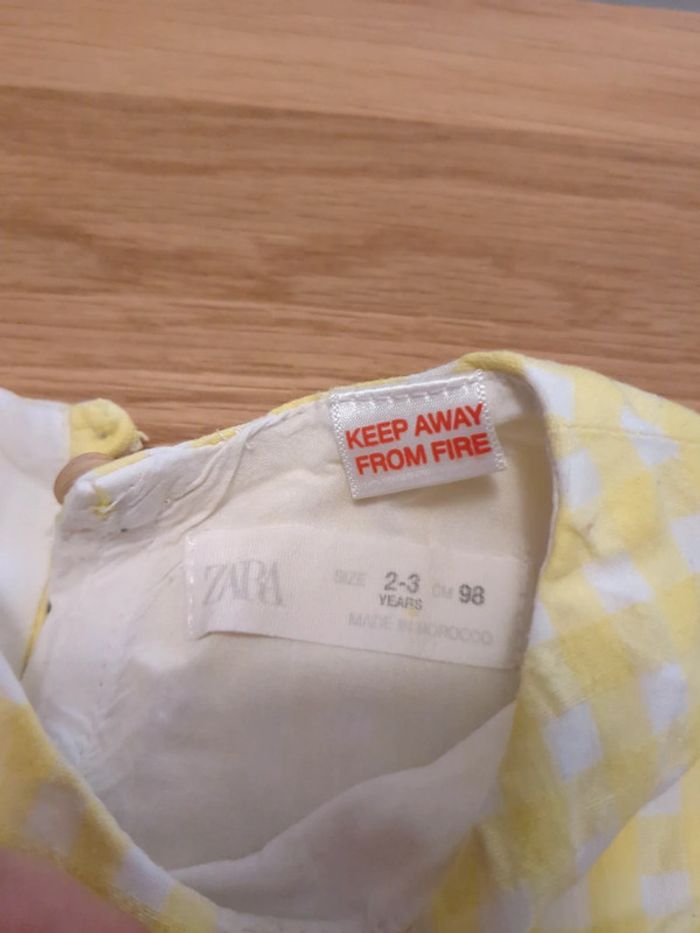 KEEP AWAY
FROM FIRE
ZARA
SIZE 2-3 YEARS CM 98
MADE IN MOROCCO